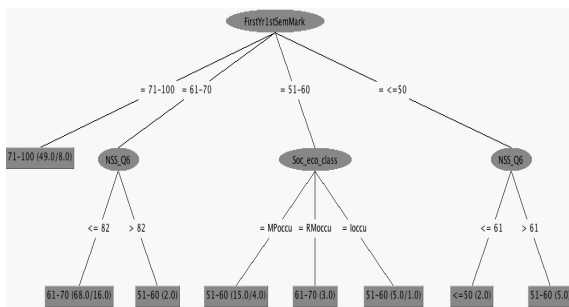 FirstYr1stSemMark
= 71-100 = 61-70 = 51-60 = <=50
71-100 (49.0/8.0) NSS_Q6 Soc_eco_class NSS_Q6
<= 82 > 82 = MPoccu = RMoccu = Ioccu <= 61 > 61
61-70 (68.0/16.0) 51-60 (2.0) 51-60 (15.0/4.0) 61-70 (3.0) 51-60 (5.0/1.0) <=50 (2.0) 51-60 (5.0)